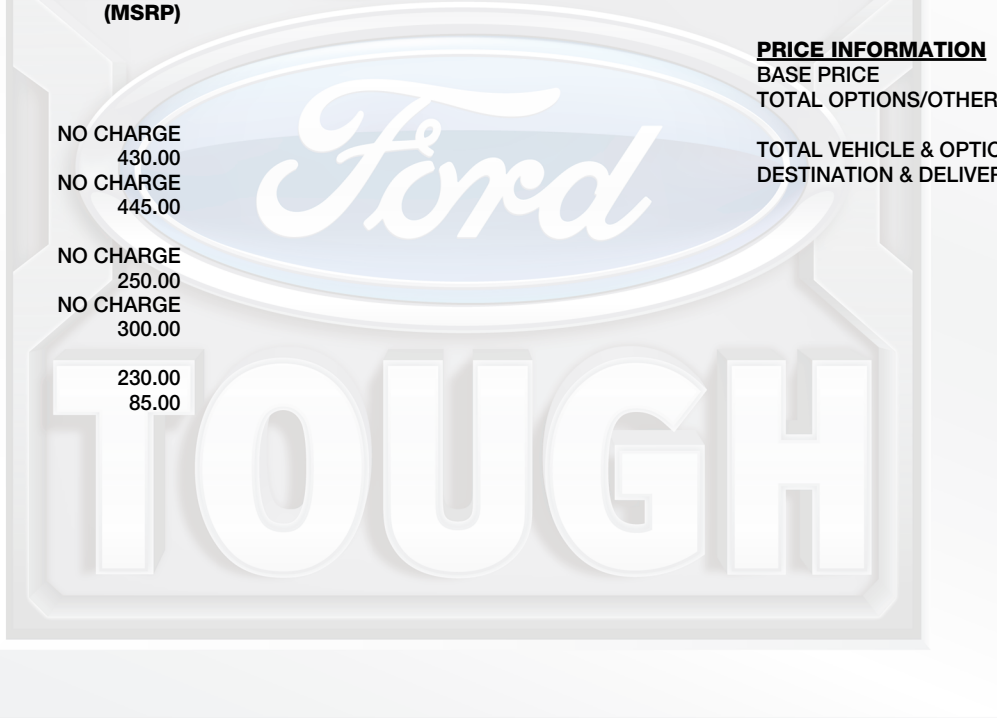 (MSRP)
NO CHARGE
430.00
NO CHARGE
445.00
NO CHARGE
250.00
NO CHARGE
300.00
230.00
85.00
PRICE INFORMATION
BASE PRICE
TOTAL OPTIONS/OTHER
TOTAL VEHICLE & OPTIO
DESTINATION & DELIVER
Ford
TOUGH